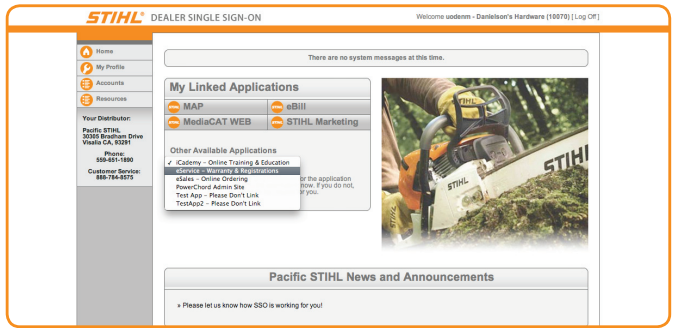 STIHL® DEALER SINGLE SIGN-ON
Welcome uodenm - Danielson's Hardware (10070) | Log Off |
Home
My Profile
Accounts
Resources
Your Distributor:
Pacific STIHL
30305 Bradham Drive
Visalia CA, 93291
Phone:
559-651-1890
Customer Service:
888-784-8575
There are no system messages at this time.
My Linked Applications
MAP
eBill
MediaCAT WEB
STIHL Marketing
Other Available Applications
✓ iCademy - Online Training & Education
eService - Warranty & Registrations
eSales - Online Ordering
PowerChord Admin Site
Test App - Please Don't Link
TestApp2 - Please Don't Link
for the application
now. If you do not,
or you.
STIHL
STIHL
STIH
Pacific STIHL News and Announcements
» Please let us know how SSO is working for you!